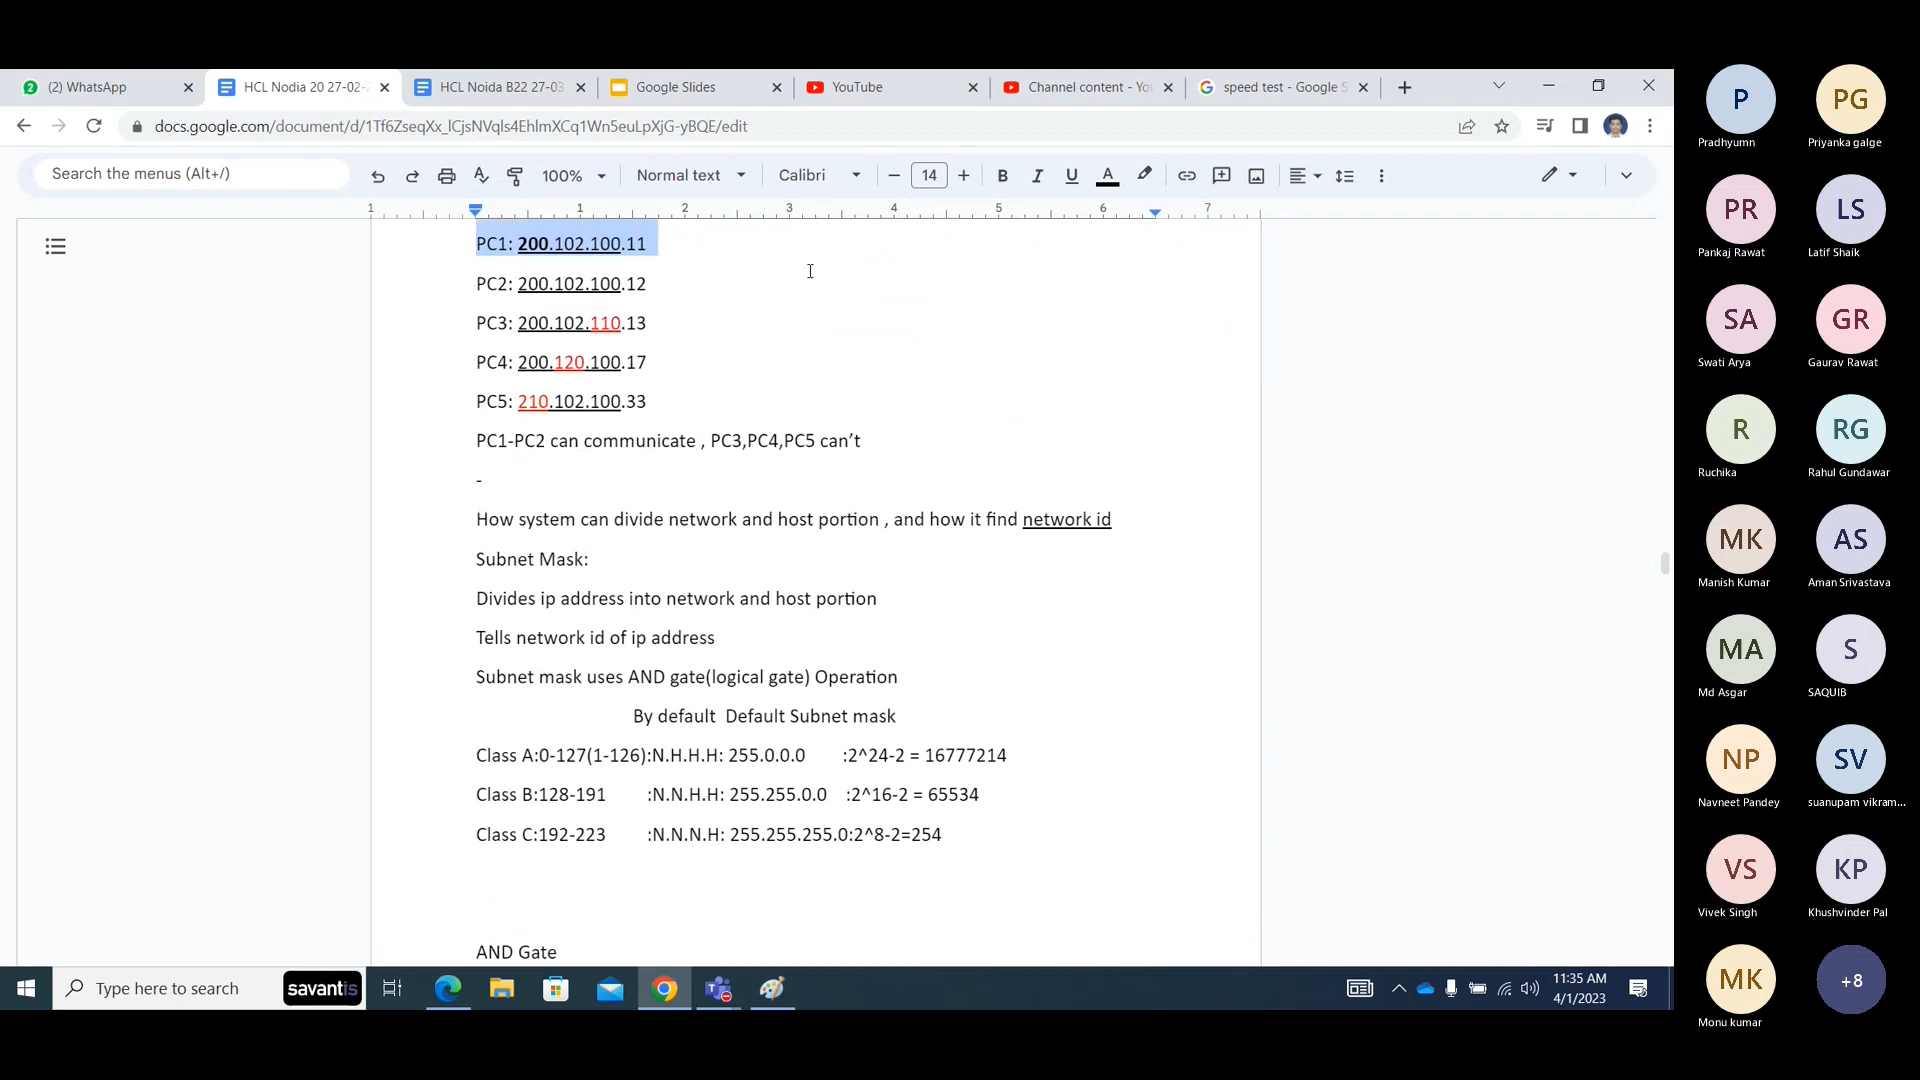 (2) WhatsApp
HCL Nodia 20 27-02-2
HCL Noida B22 27-03
Google Slides
YouTube
Channel content - You
speed test - Google S
docs.google.com/document/d/1Tf6ZseqXx_lCjsNVqls4EhlmXCq1Wn5euLpXjG-yBQE/edit
Search the menus (Alt+/)
100%
Normal text
Calibri
14
B I U A
1 1 2 3 4 5 6 7
PC1: 200.102.100.11
PC2: 200.102.100.12
PC3: 200.102.110.13
PC4: 200.120.100.17
PC5: 210.102.100.33
PC1-PC2 can communicate , PC3,PC4,PC5 can’t
-
How system can divide network and host portion , and how it find network id
Subnet Mask:
Divides ip address into network and host portion
Tells network id of ip address
Subnet mask uses AND gate(logical gate) Operation
By default Default Subnet mask
Class A:0-127(1-126):N.H.H.H: 255.0.0.0 :2^24-2 = 16777214
Class B:128-191 :N.N.H.H: 255.255.0.0 :2^16-2 = 65534
Class C:192-223 :N.N.N.H: 255.255.255.0:2^8-2=254
AND Gate
Type here to search
savantis
11:35 AM
4/1/2023
P
Pradhyumn
PG
Priyanka galge
PR
Pankaj Rawat
LS
Latif Shaik
SA
Swati Arya
GR
Gaurav Rawat
R
Ruchika
RG
Rahul Gundawar
MK
Manish Kumar
AS
Aman Srivastava
MA
Md Asgar
S
SAQUIB
NP
Navneet Pandey
SV
suanupam vikram...
VS
Vivek Singh
KP
Khushvinder Pal
MK
Monu kumar
+8